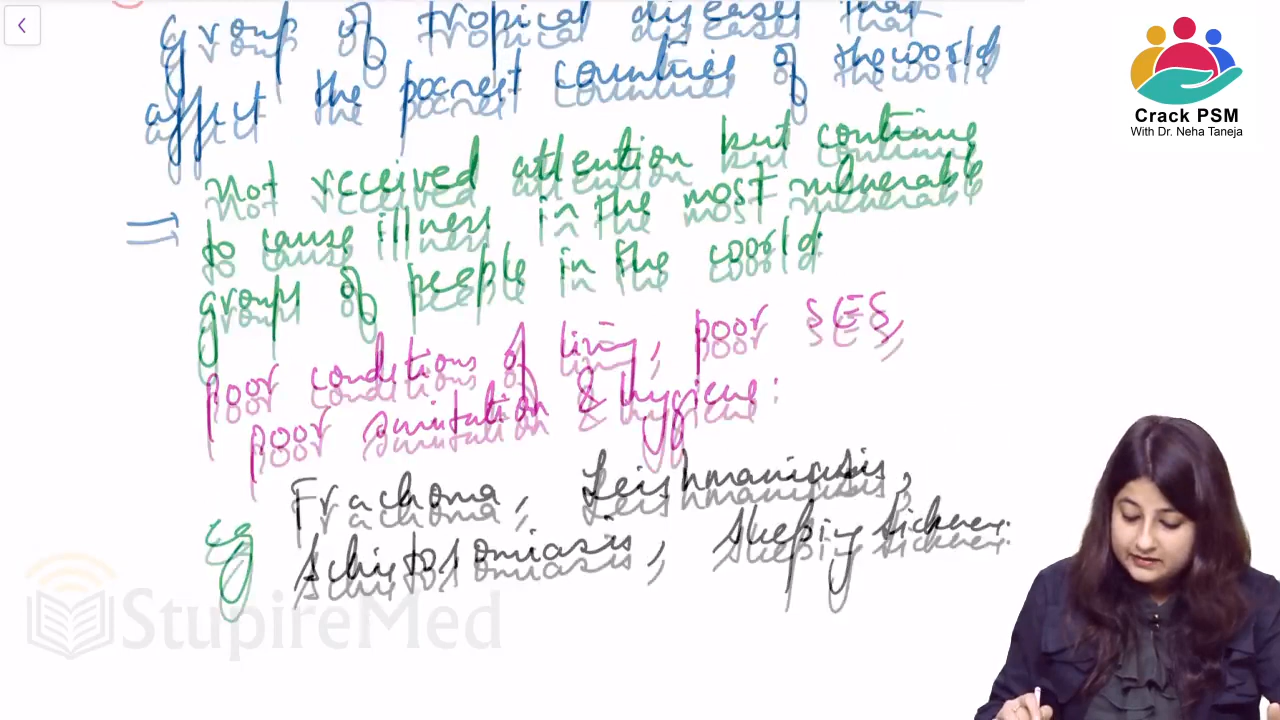 group of tropical diseases that
affect the poorest countries of the world
⇒ Not received attention but continue
to cause illness in the most vulnerable
groups of people in the world.
poor conditions of living, poor SES,
poor sanitation & hygiene.
eg Trachoma, Leishmaniasis,
Schistosomiasis, Sleeping Sickness.
Crack PSM
With Dr. Neha Taneja
StupireMed